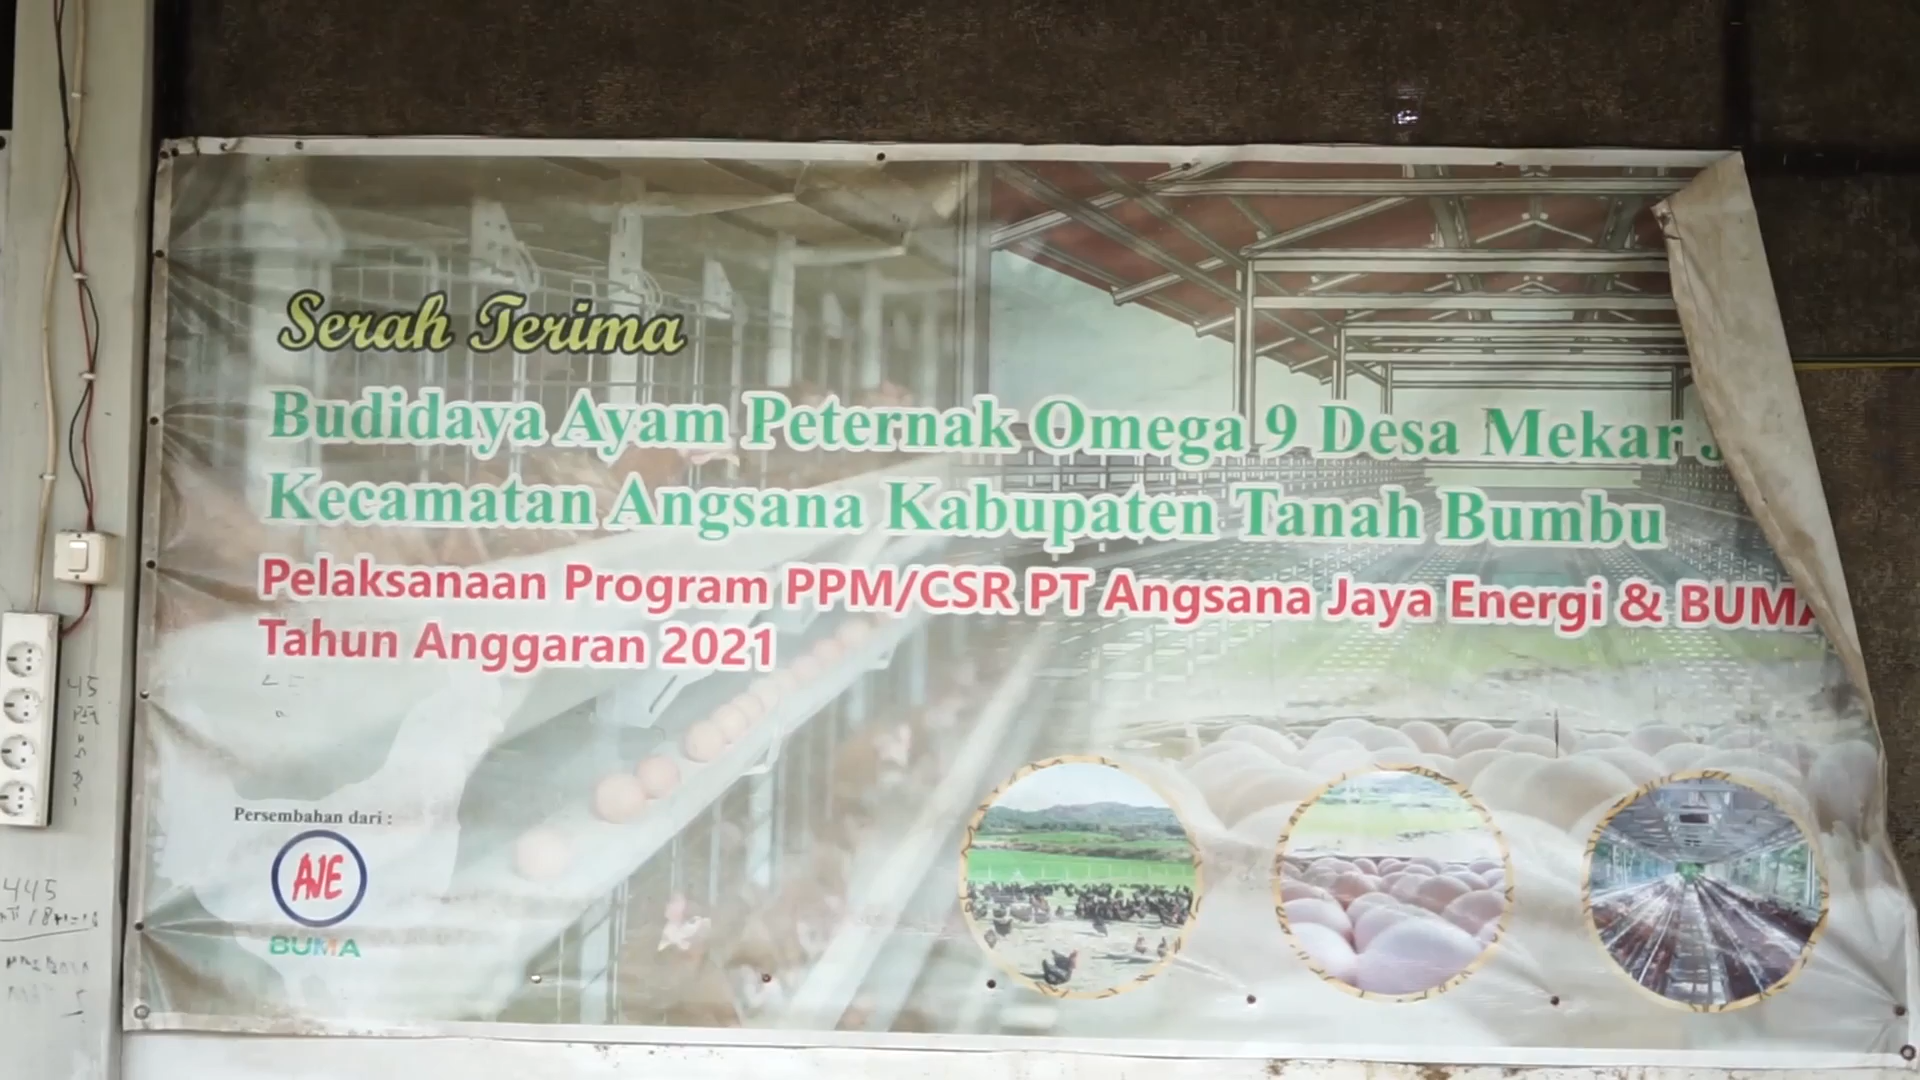 Serah Terima
Budidaya Ayam Peternak Omega 9 Desa Mekar J
Kecamatan Angsana Kabupaten Tanah Bumbu
Pelaksanaan Program PPM/CSR PT Angsana Jaya Energi & BUMA
Tahun Anggaran 2021
Persembahan dari :
AJE
BUMA
45
445